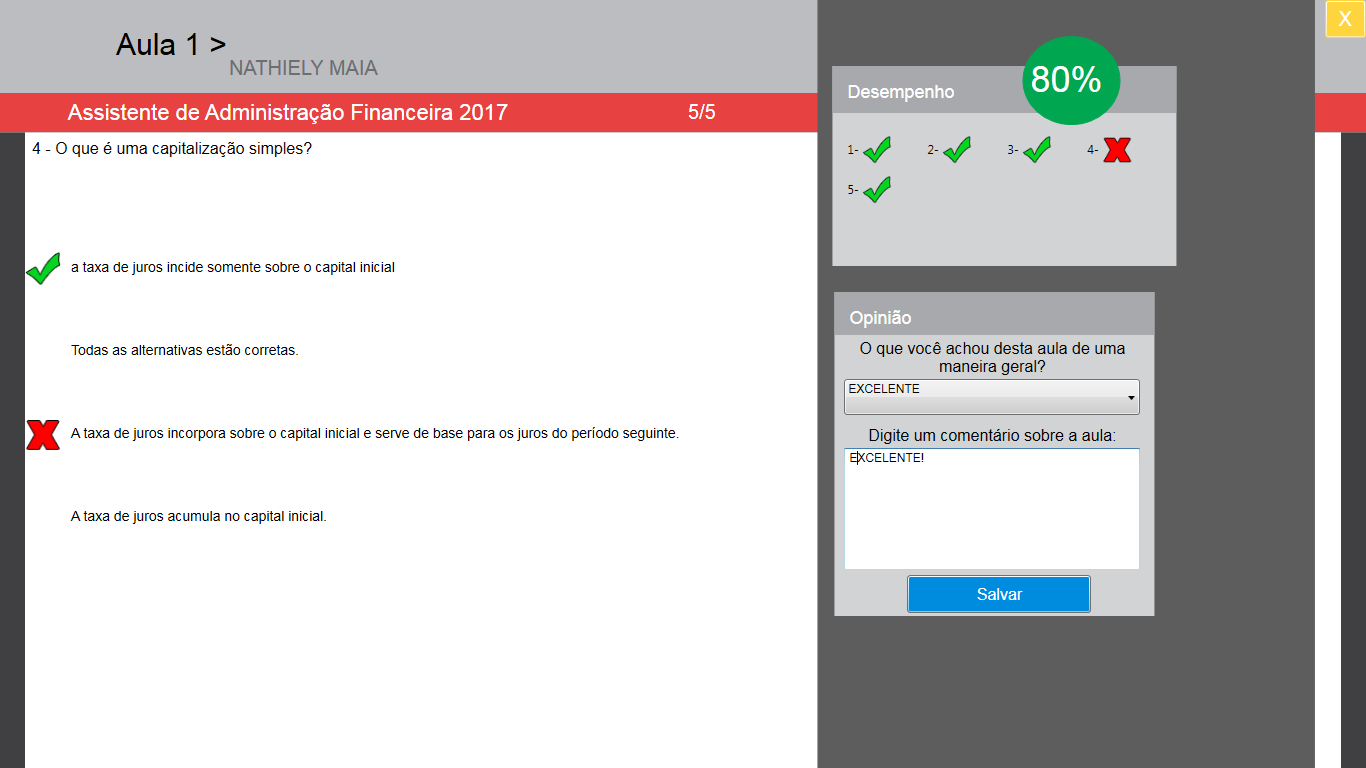 Aula 1 >
NATHIELY MAIA
X
Assistente de Administração Financeira 2017
5/5
4 - O que é uma capitalização simples?
a taxa de juros incide somente sobre o capital inicial
Todas as alternativas estão corretas.
A taxa de juros incorpora sobre o capital inicial e serve de base para os juros do período seguinte.
A taxa de juros acumula no capital inicial.
Desempenho
80%
1- 2- 3- 4-
5-
Opinião
O que você achou desta aula de uma
maneira geral?
EXCELENTE
Digite um comentário sobre a aula:
EXCELENTE!
Salvar